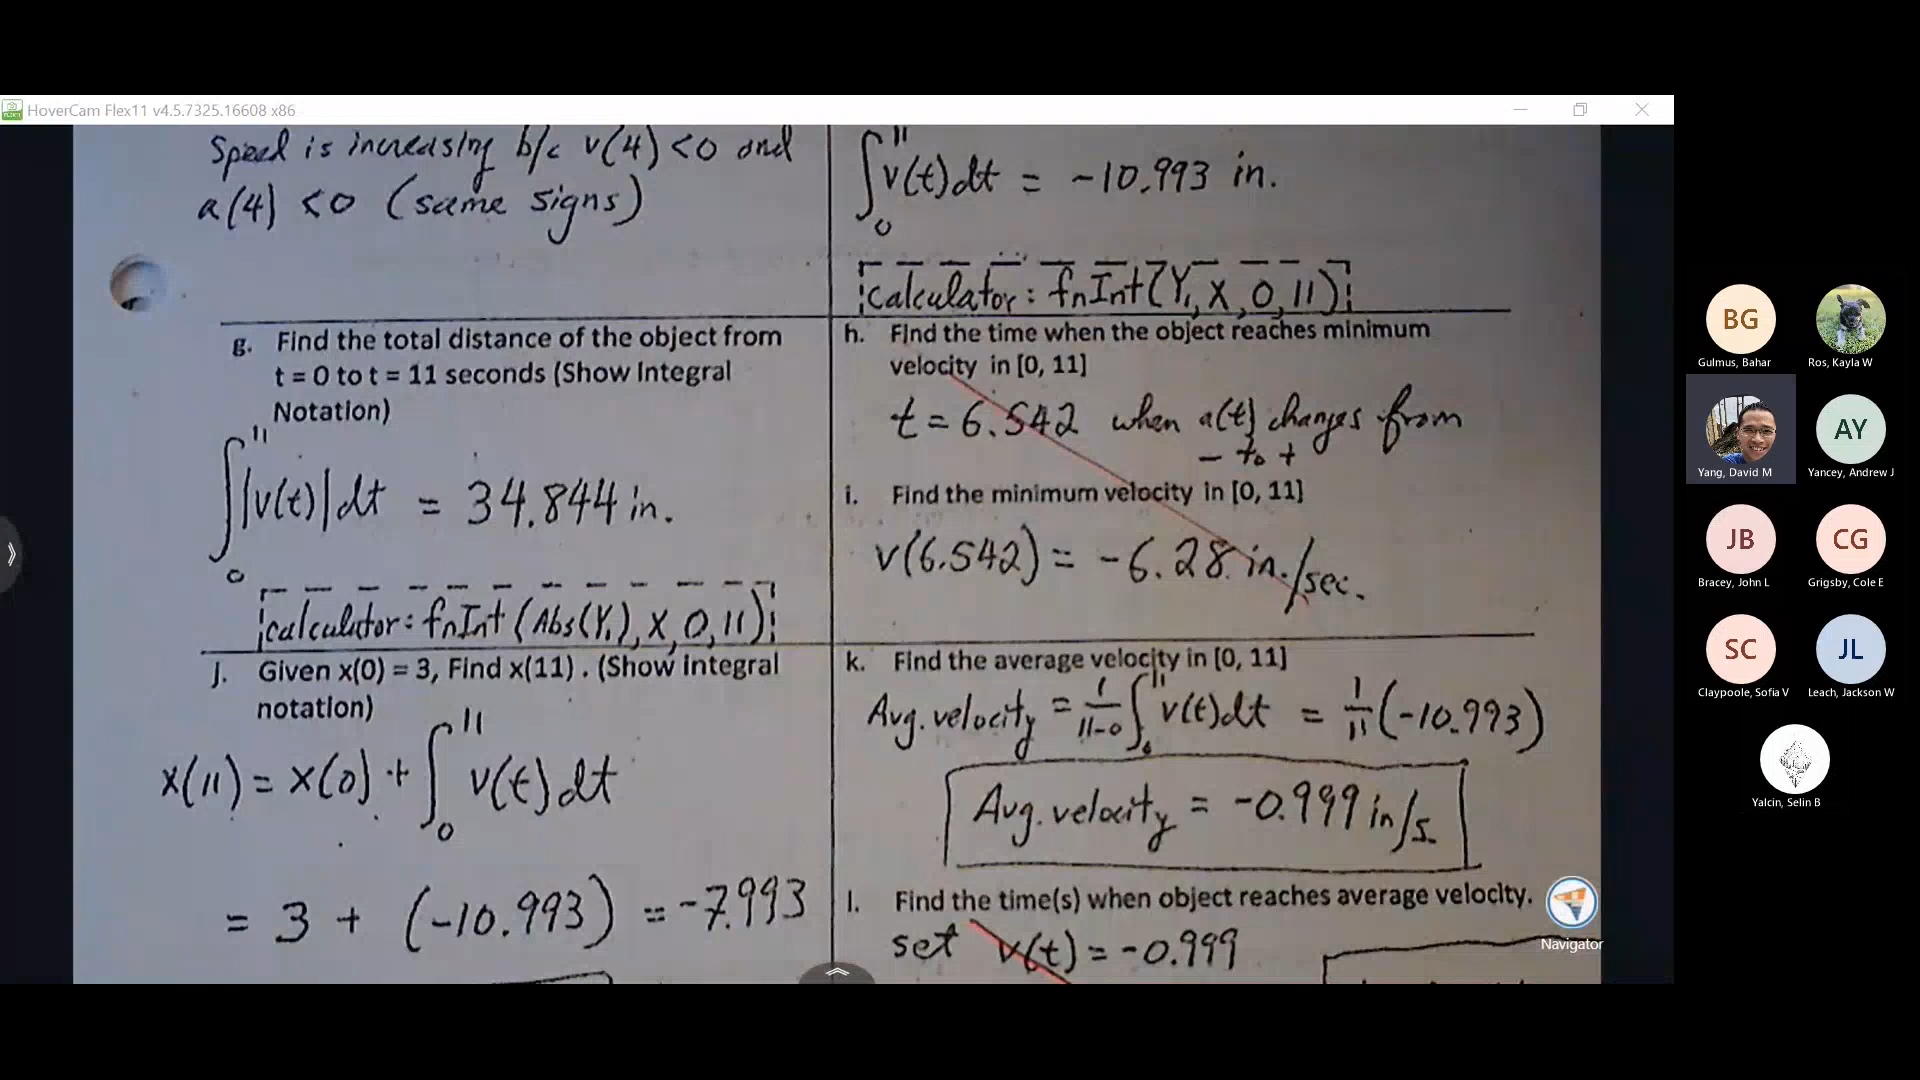 HoverCam Flex11 v4.5.7325.16608 x86
Speed is increasing b/c v(4) <0 and
a(4) <0 (same signs)
∫₀¹¹ v(t)dt = -10.993 in.
calculator: fnInt(Y₁, X, 0, 11)
g. Find the total distance of the object from
t = 0 to t = 11 seconds (Show Integral
Notation)
∫₀¹¹ |v(t)| dt = 34.844 in.
calculator: fnInt (Abs(Y₁), X, 0, 11)
h. Find the time when the object reaches minimum
velocity in [0, 11]
t = 6.542 when a(t) changes from
- to +
i. Find the minimum velocity in [0, 11]
v(6.542) = -6.28 in./sec.
j. Given x(0) = 3, Find x(11) . (Show integral
notation)
x(11) = x(0) + ∫₀¹¹ v(t) dt
= 3 + (-10.993) = -7.993
k. Find the average velocity in [0, 11]
Avg. velocity = 1/11-0 ∫₀¹¹ v(t)dt = 1/11 (-10.993)
Avg. velocity = -0.999 in/s.
l. Find the time(s) when object reaches average velocity.
set v(t) = -0.999
Navigator
BG
Gulmus, Bahar
Ros, Kayla W
Yang, David M
AY
Yancey, Andrew J
JB
Bracey, John L
CG
Grigsby, Cole E
SC
Claypoole, Sofia V
JL
Leach, Jackson W
Yalcin, Selin B